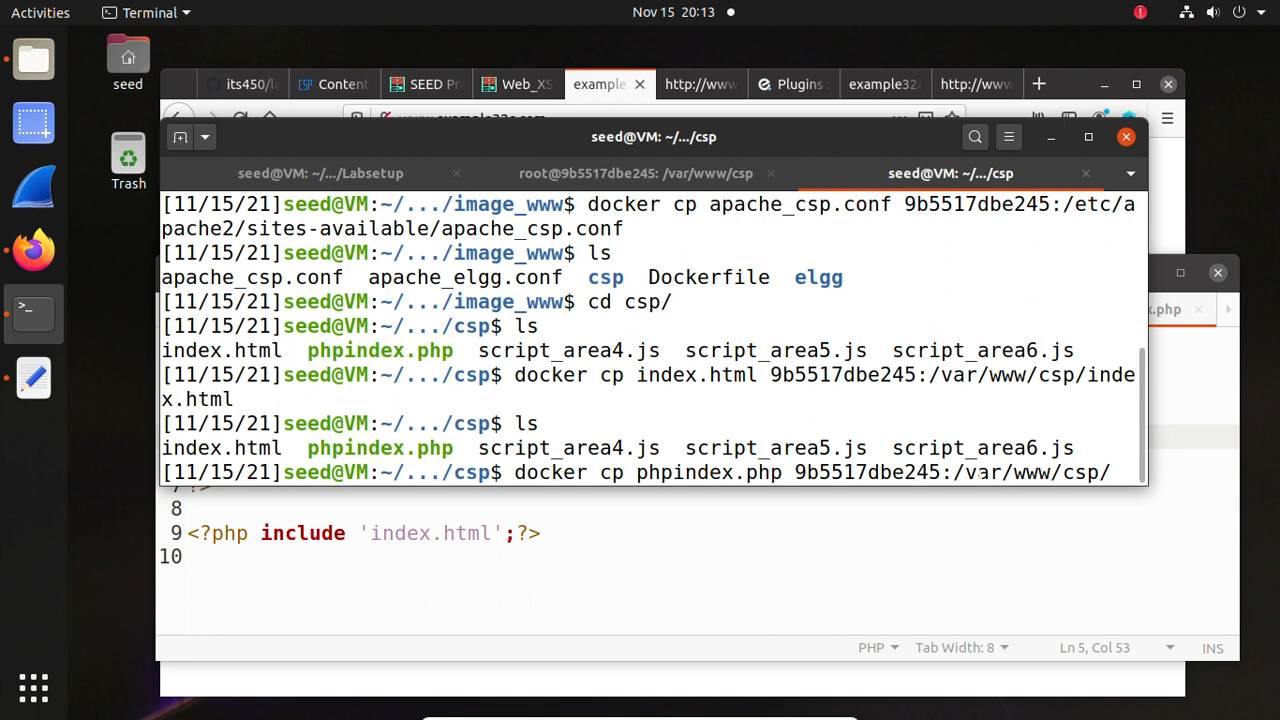 Activities
Terminal
Nov 15 20:13
seed
Trash
its450/la
Content
SEED Pr
Web_XS
example
http://www
Plugins
example32
http://www
www.example32c.com
seed@VM: ~/.../csp
seed@VM: ~/.../Labsetup
root@9b5517dbe245: /var/www/csp
seed@VM: ~/.../csp
[11/15/21]seed@VM:~/.../image_www$ docker cp apache_csp.conf 9b5517dbe245:/etc/a
pache2/sites-available/apache_csp.conf
[11/15/21]seed@VM:~/.../image_www$ ls
apache_csp.conf  apache_elgg.conf  csp  Dockerfile  elgg
[11/15/21]seed@VM:~/.../image_www$ cd csp/
[11/15/21]seed@VM:~/.../csp$ ls
index.html  phpindex.php  script_area4.js  script_area5.js  script_area6.js
[11/15/21]seed@VM:~/.../csp$ docker cp index.html 9b5517dbe245:/var/www/csp/inde
x.html
[11/15/21]seed@VM:~/.../csp$ ls
index.html  phpindex.php  script_area4.js  script_area5.js  script_area6.js
[11/15/21]seed@VM:~/.../csp$ docker cp phpindex.php 9b5517dbe245:/var/www/csp/
x.php
7 ?>
8
9 <?php include 'index.html';?>
10
PHP
Tab Width: 8
Ln 5, Col 53
INS